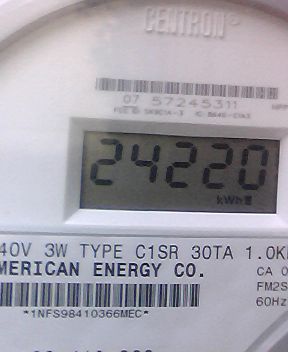 CENTRON®
07 57245311
24220
kWh
40V 3W TYPE C1SR 30TA 1.0K
MERICAN ENERGY CO.
CA 0
FM2S
60Hz
*1NFS98410366MEC*